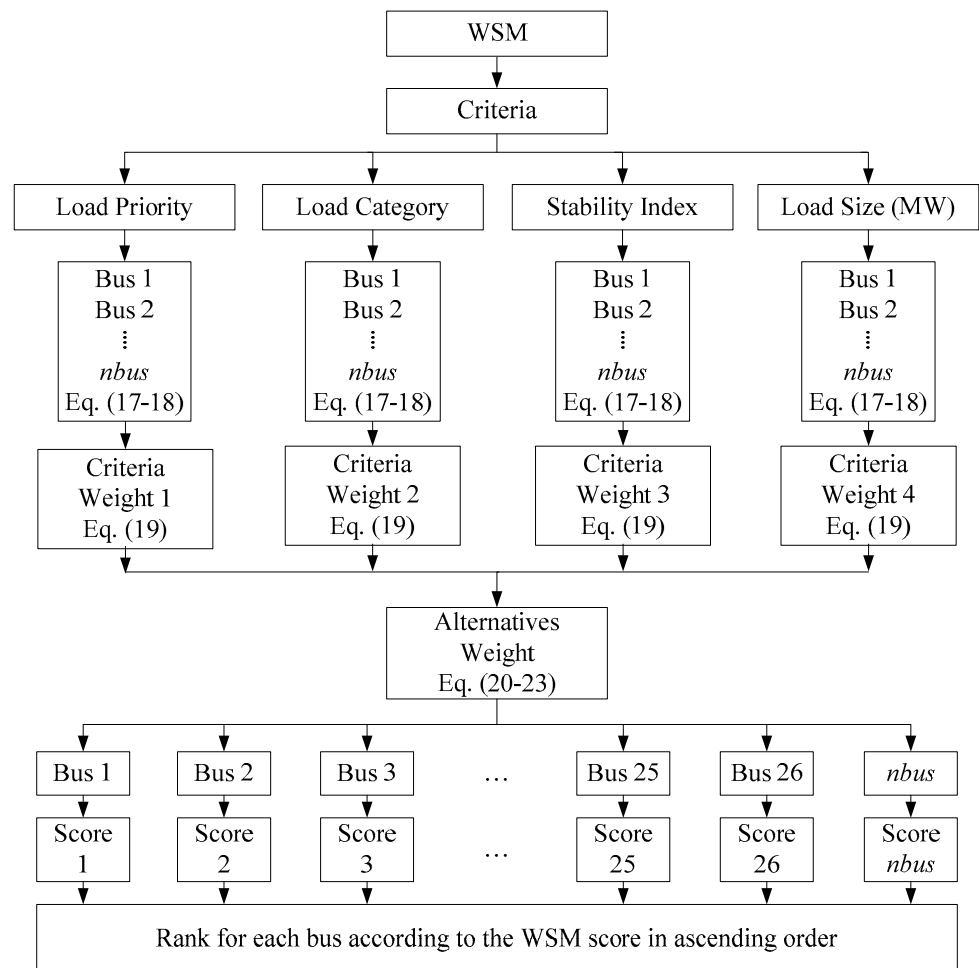 WSM
Criteria
Load Priority
Load Category
Stability Index
Load Size (MW)
Bus 1
Bus 2
nbus
Eq. (17-18)
Bus 1
Bus 2
nbus
Eq. (17-18)
Bus 1
Bus 2
nbus
Eq. (17-18)
Bus 1
Bus 2
nbus
Eq. (17-18)
Criteria
Weight 1
Eq. (19)
Criteria
Weight 2
Eq. (19)
Criteria
Weight 3
Eq. (19)
Criteria
Weight 4
Eq. (19)
Alternatives
Weight
Eq. (20-23)
Bus 1
Bus 2
Bus 3
…
Bus 25
Bus 26
nbus
Score
1
Score
2
Score
3
…
Score
25
Score
26
Score
nbus
Rank for each bus according to the WSM score in ascending order